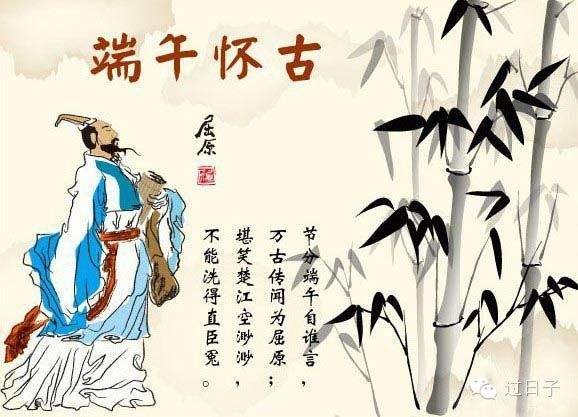 端午怀古
屈原
节分端午自谁言，
万古传闻为屈原；
堪笑楚江空渺渺，
不能洗得直臣冤。
过日子